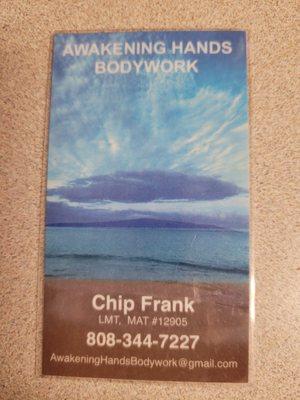 AWAKENING HANDS
BODYWORK
Chip Frank
LMT, MAT #12905
808-344-7227
AwakeningHandsBodywork@gmail.com